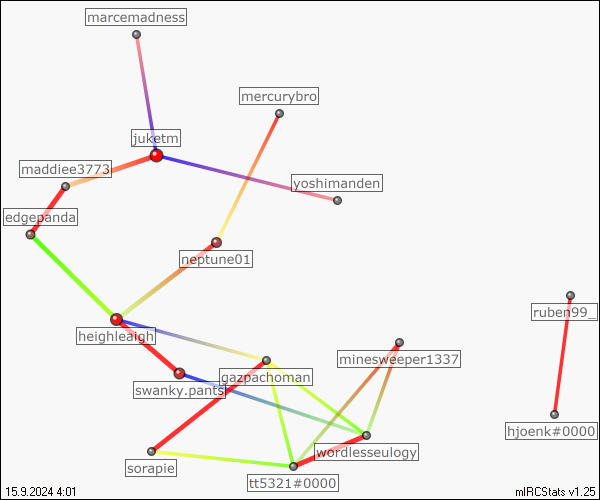 marcemadness
mercurybro
juketm
maddiee3773
yoshimanden
edgepanda
neptune01
ruben99_
heighleaigh
minesweeper1337
gazpachoman
swanky.pants
hjoenk#0000
wordlesseulogy
sorapie
tt5321#0000
15.9.2024 4:01
mIRCStats v1.25